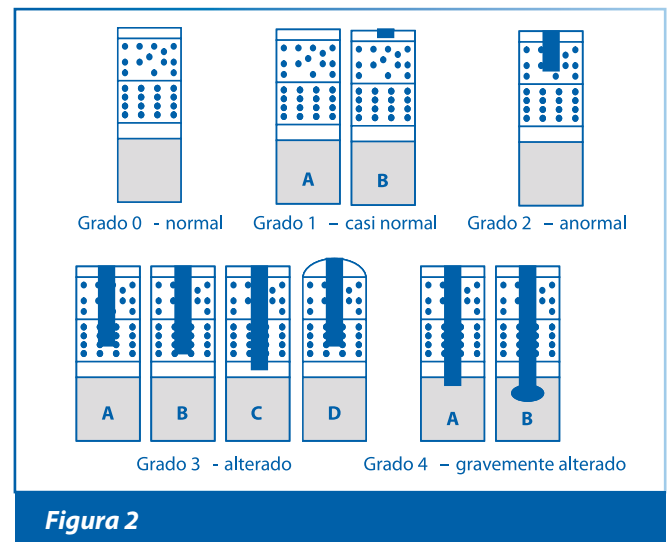 A B
Grado 0 - normal Grado 1 – casi normal Grado 2 – anormal
A B C D A B
Grado 3 - alterado Grado 4 – gravemente alterado
Figura 2